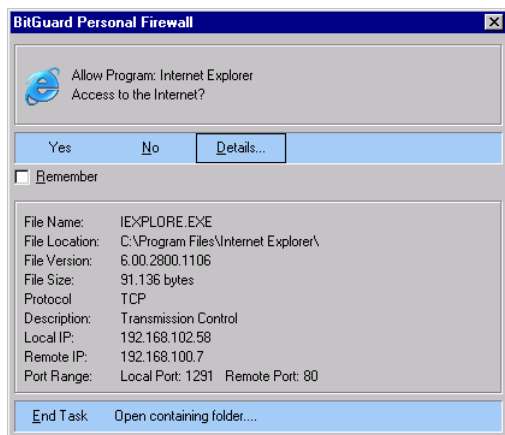 BitGuard Personal Firewall
Allow Program: Internet Explorer
Access to the Internet?
Yes No Details...
Remember
File Name: IEXPLORE.EXE
File Location: C:\Program Files\Internet Explorer\
File Version: 6.00.2800.1106
File Size: 91.136 bytes
Protocol TCP
Description: Transmission Control
Local IP: 192.168.102.58
Remote IP: 192.168.100.7
Port Range: Local Port: 1291 Remote Port: 80
End Task Open containing folder....